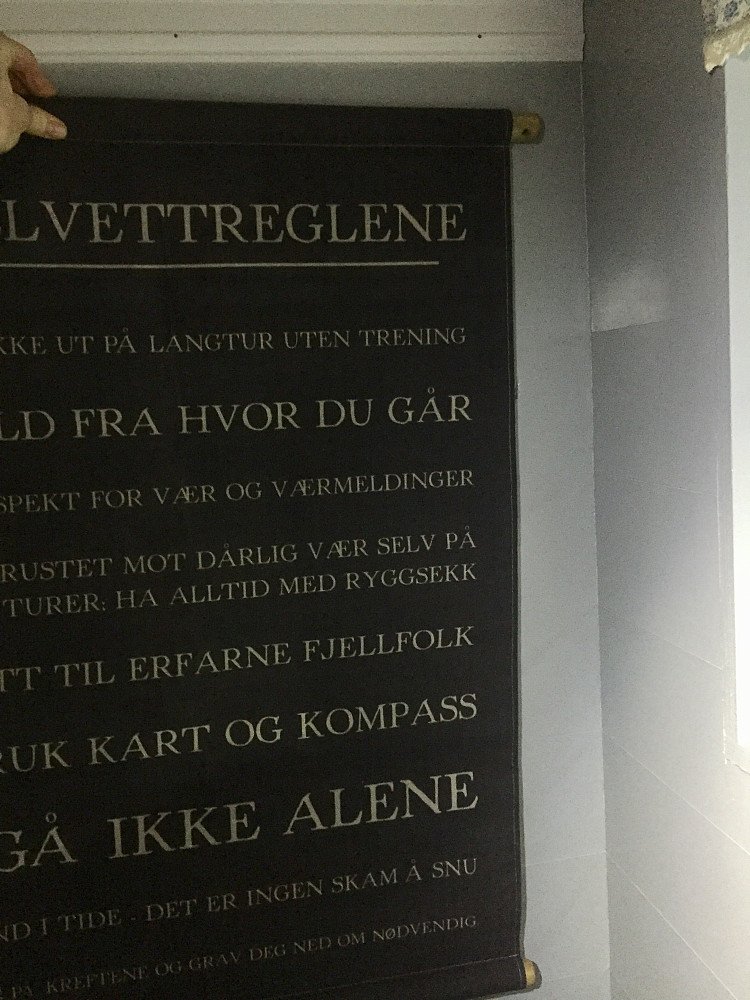 LVETTREGLENE
KKE UT PÅ LANGTUR UTEN TRENING
LD FRA HVOR DU GÅR
SPEKT FOR VÆR OG VÆRMELDINGER
RUSTET MOT DÅRLIG VÆR SELV PÅ
TURER; HA ALLTID MED RYGGSEKK
TT TIL ERFARNE FJELLFOLK
RUK KART OG KOMPASS
GÅ IKKE ALENE
ND I TIDE - DET ER INGEN SKAM Å SNU
PÅ KREFTENE OG GRAV DEG NED OM NØDVENDIG